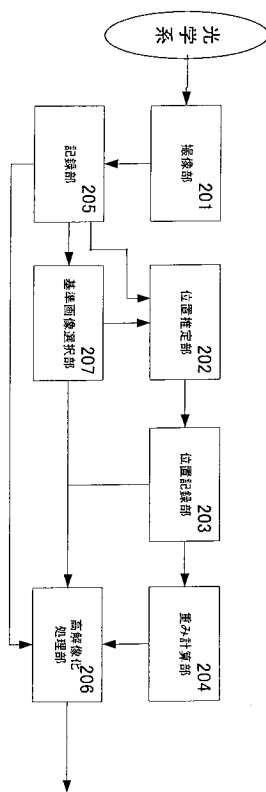 光学系
撮像部
201
位置推定部
202
位置記録部
203
重み計算部
204
記録部
205
基準画像選択部
207
高解像化
処理部
206